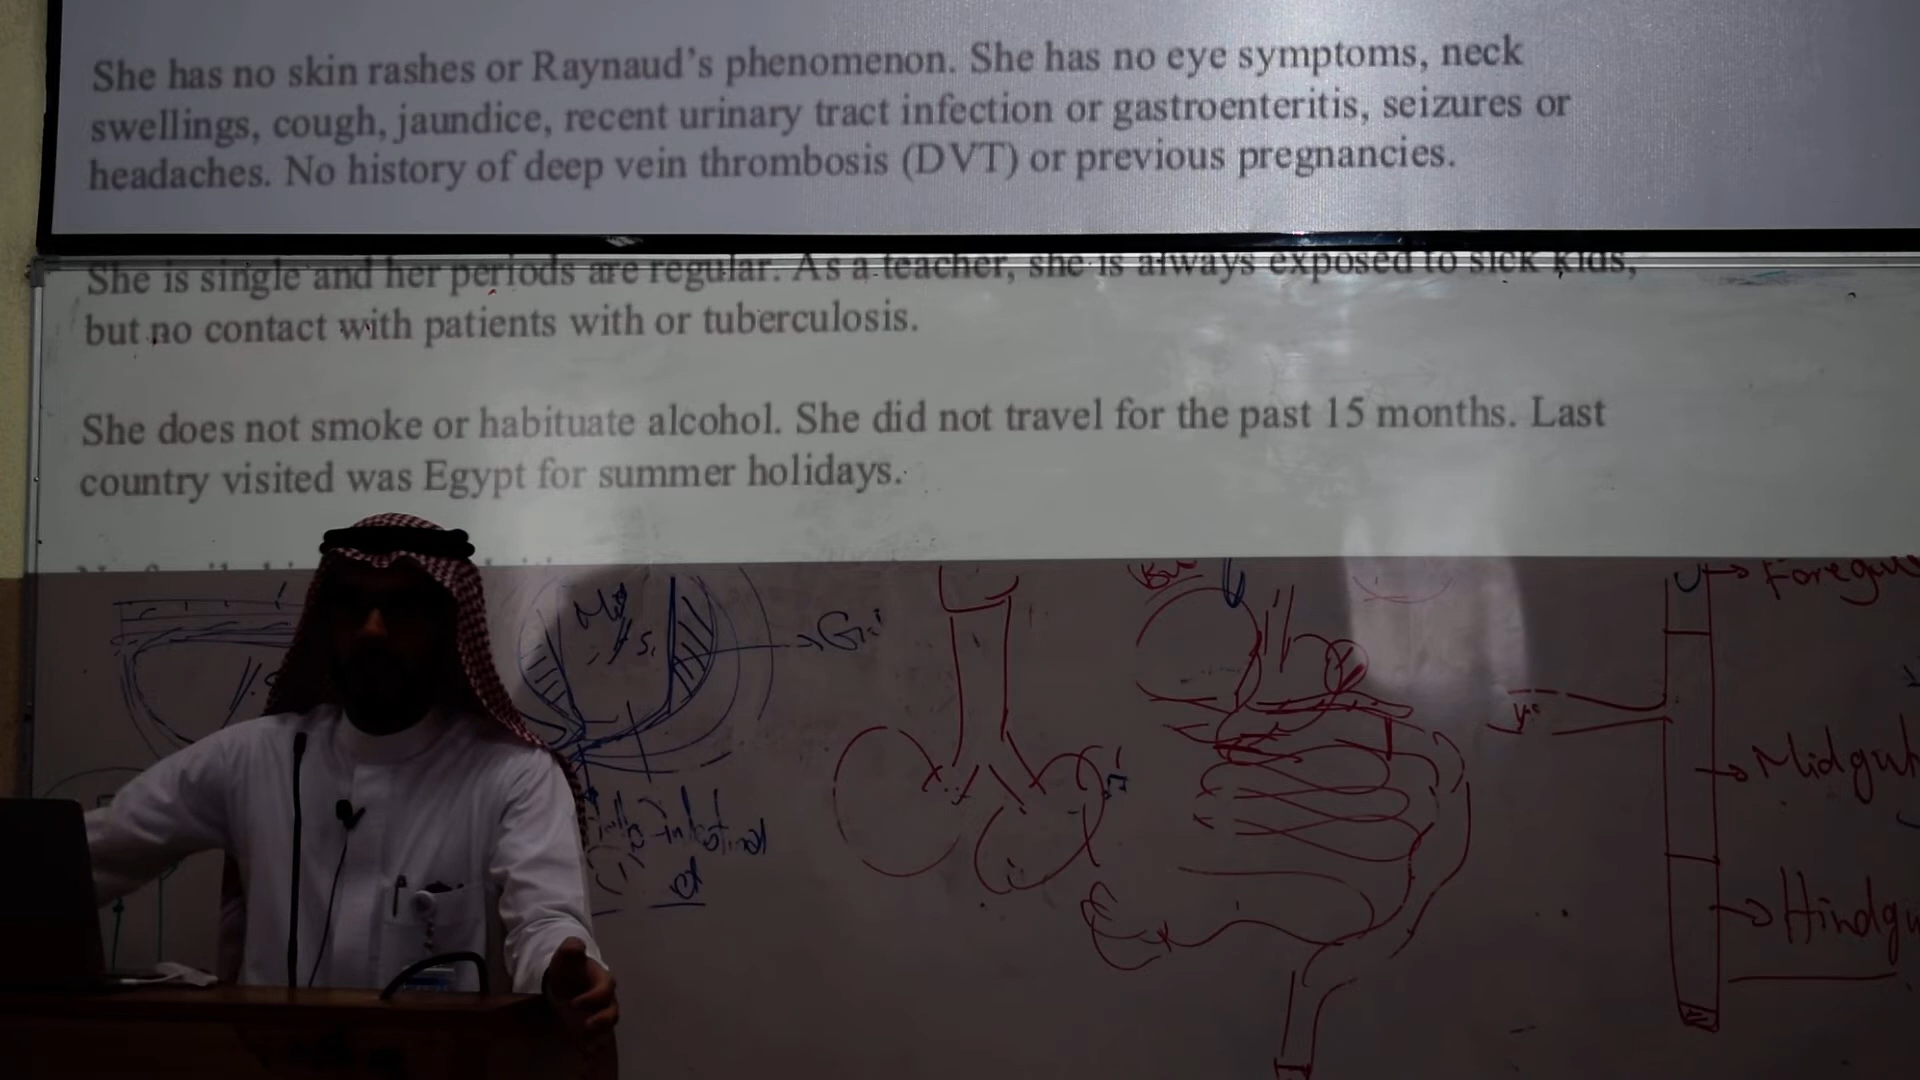 She has no skin rashes or Raynaud's phenomenon. She has no eye symptoms, neck
swellings, cough, jaundice, recent urinary tract infection or gastroenteritis, seizures or
headaches. No history of deep vein thrombosis (DVT) or previous pregnancies.
She is single and her periods are regular. As a teacher, she is always exposed to sick kids,
but no contact with patients with or tuberculosis.
She does not smoke or habituate alcohol. She did not travel for the past 15 months. Last
country visited was Egypt for summer holidays.
Foregu
Midgut
Hindgu